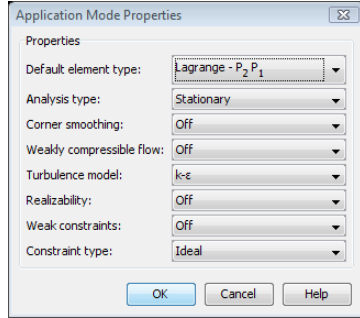 Application Mode Properties
Properties
Default element type: Lagrange - P₂ P₁
Analysis type: Stationary
Corner smoothing: Off
Weakly compressible flow: Off
Turbulence model: k-ε
Realizability: Off
Weak constraints: Off
Constraint type: Ideal
OK Cancel Help